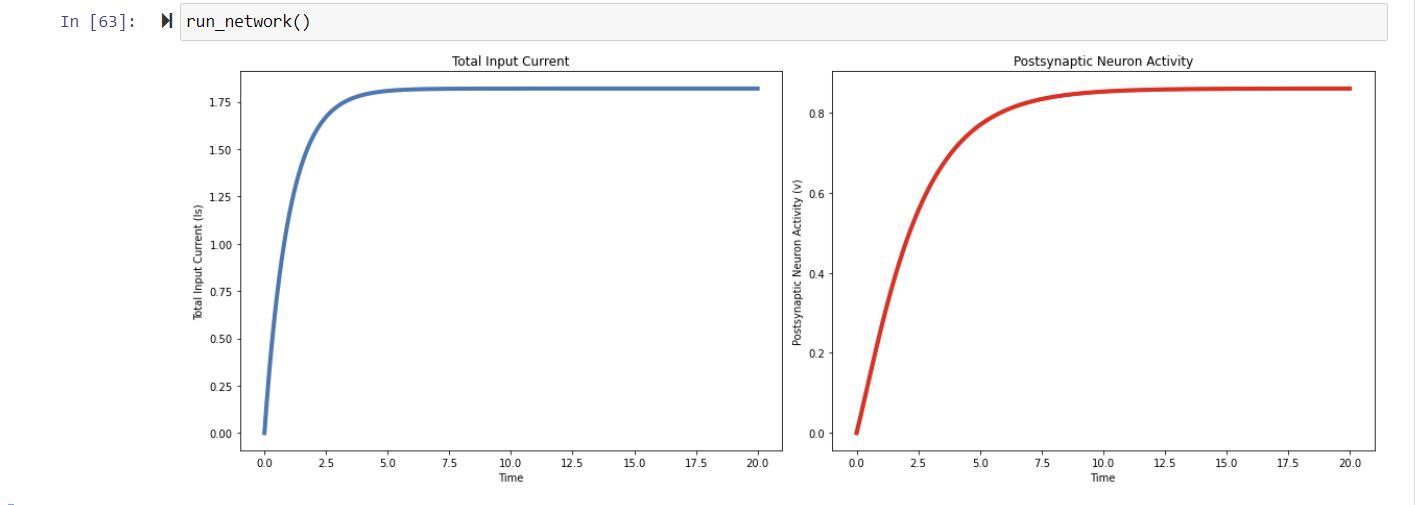 In [63]: run_network()
Total Input Current
Total Input Current (Is)
1.75
1.50
1.25
1.00
0.75
0.50
0.25
0.00
0.0 2.5 5.0 7.5 10.0 12.5 15.0 17.5 20.0
Time
Postsynaptic Neuron Activity
Postsynaptic Neuron Activity (v)
0.8
0.6
0.4
0.2
0.0
0.0 2.5 5.0 7.5 10.0 12.5 15.0 17.5 20.0
Time